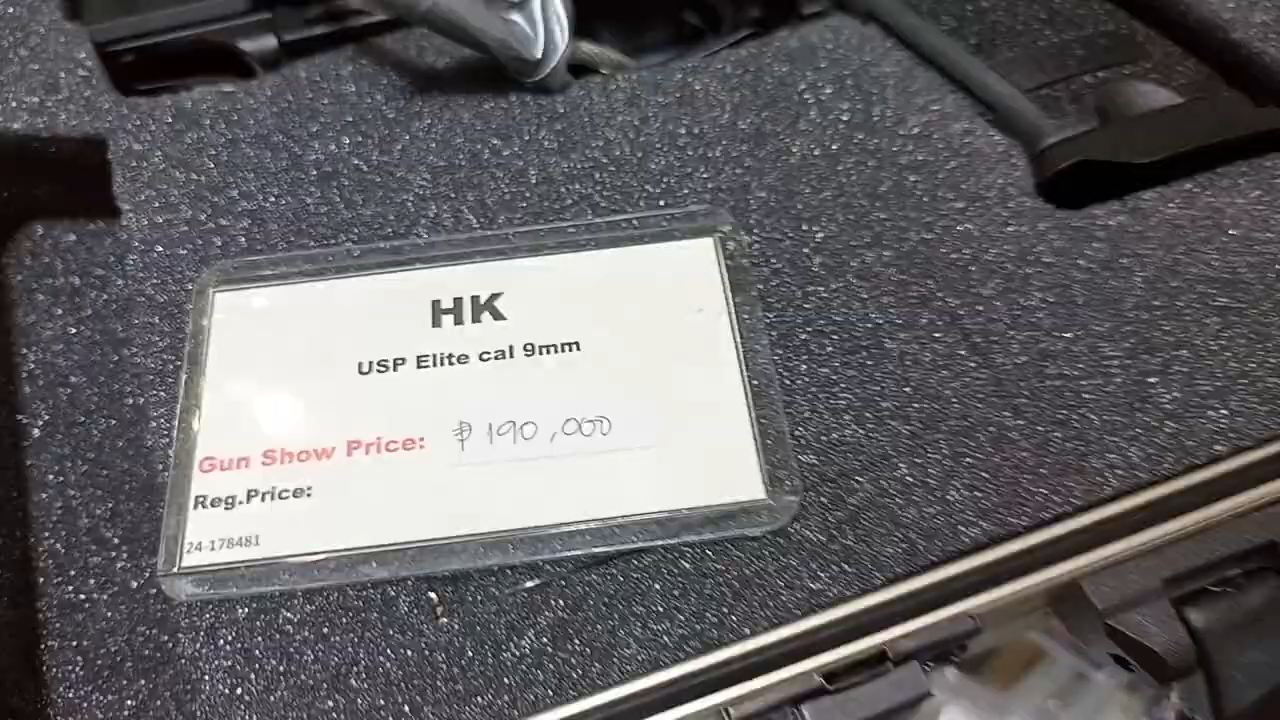 HK
USP Elite cal 9mm
Gun Show Price: ₱190,000
Reg.Price:
24-178481